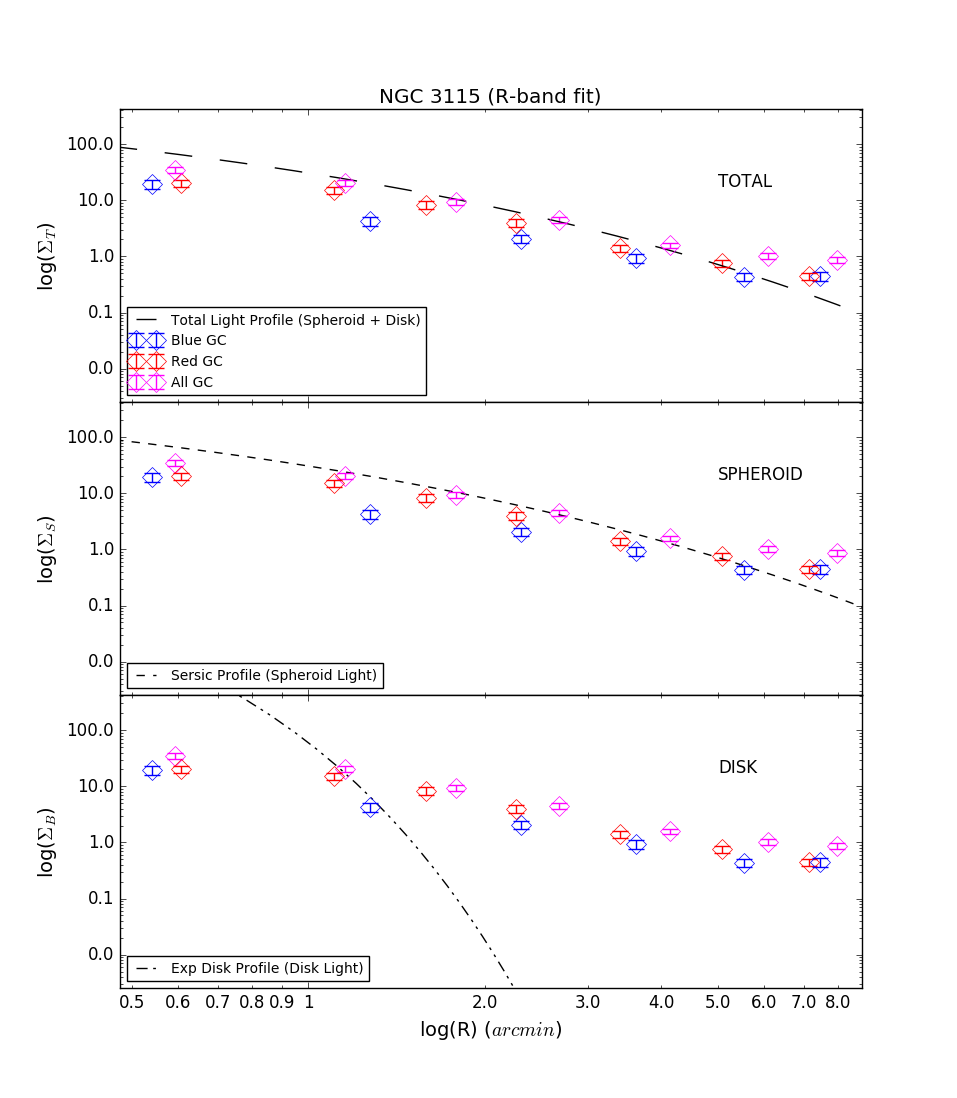 NGC 3115 (R-band fit)
100.0
10.0
1.0
0.1
0.0
log(Σ_T)
TOTAL
Total Light Profile (Spheroid + Disk)
Blue GC
Red GC
All GC
100.0
10.0
1.0
0.1
0.0
log(Σ_S)
SPHEROID
Sersic Profile (Spheroid Light)
100.0
10.0
1.0
0.1
0.0
log(Σ_B)
DISK
Exp Disk Profile (Disk Light)
0.5 0.6 0.7 0.8 0.9 1 2.0 3.0 4.0 5.0 6.0 7.0 8.0
log(R) (arcmin)